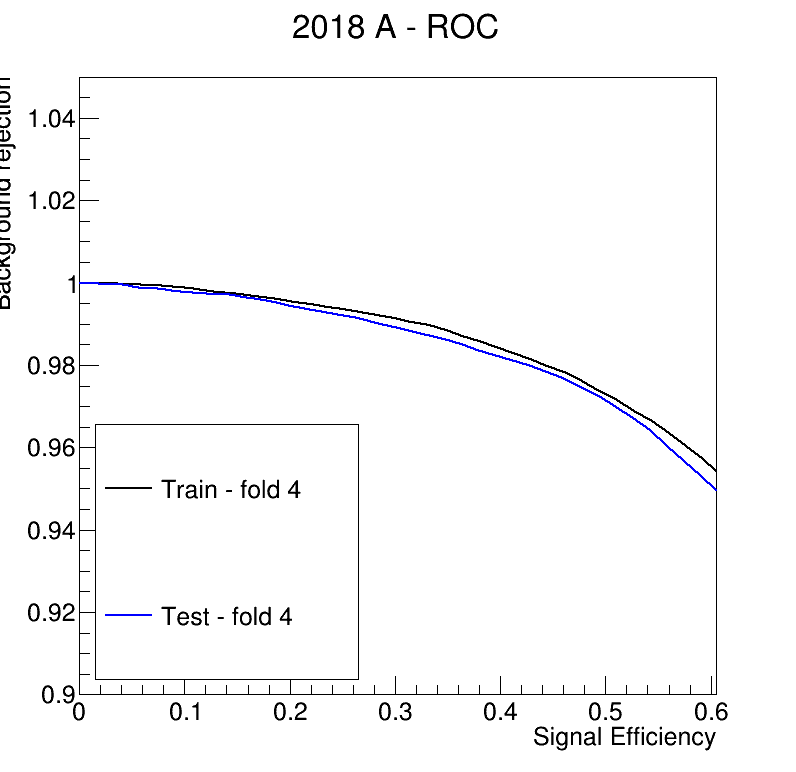 2018 A - ROC
Background rejection
1.04
1.02
1
0.98
0.96
0.94
0.92
0.9
Train - fold 4
Test - fold 4
0 0.1 0.2 0.3 0.4 0.5 0.6
Signal Efficiency